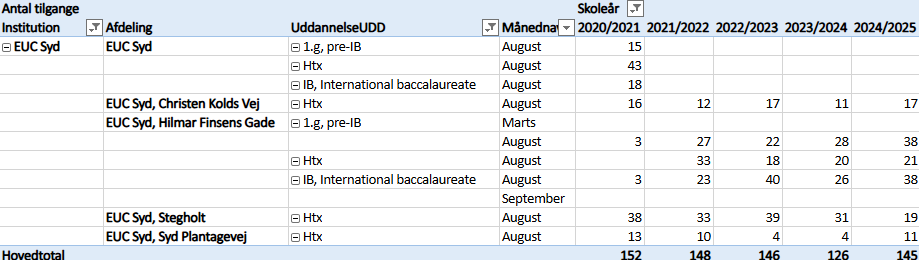 Antal tilgange Skoleår
Institution Afdeling UddannelseUDD Månednav 2020/2021 2021/2022 2022/2023 2023/2024 2024/2025
EUC Syd EUC Syd 1.g, pre-IB August 15
Htx August 43
IB, International baccalaureate August 18
EUC Syd, Christen Kolds Vej Htx August 16 12 17 11 17
EUC Syd, Hilmar Finsens Gade 1.g, pre-IB Marts
August 3 27 22 28 38
Htx August 33 18 20 21
IB, International baccalaureate August 3 23 40 26 38
September
EUC Syd, Stegholt Htx August 38 33 39 31 19
EUC Syd, Syd Plantagevej Htx August 13 10 4 4 11
Hovedtotal 152 148 146 126 145